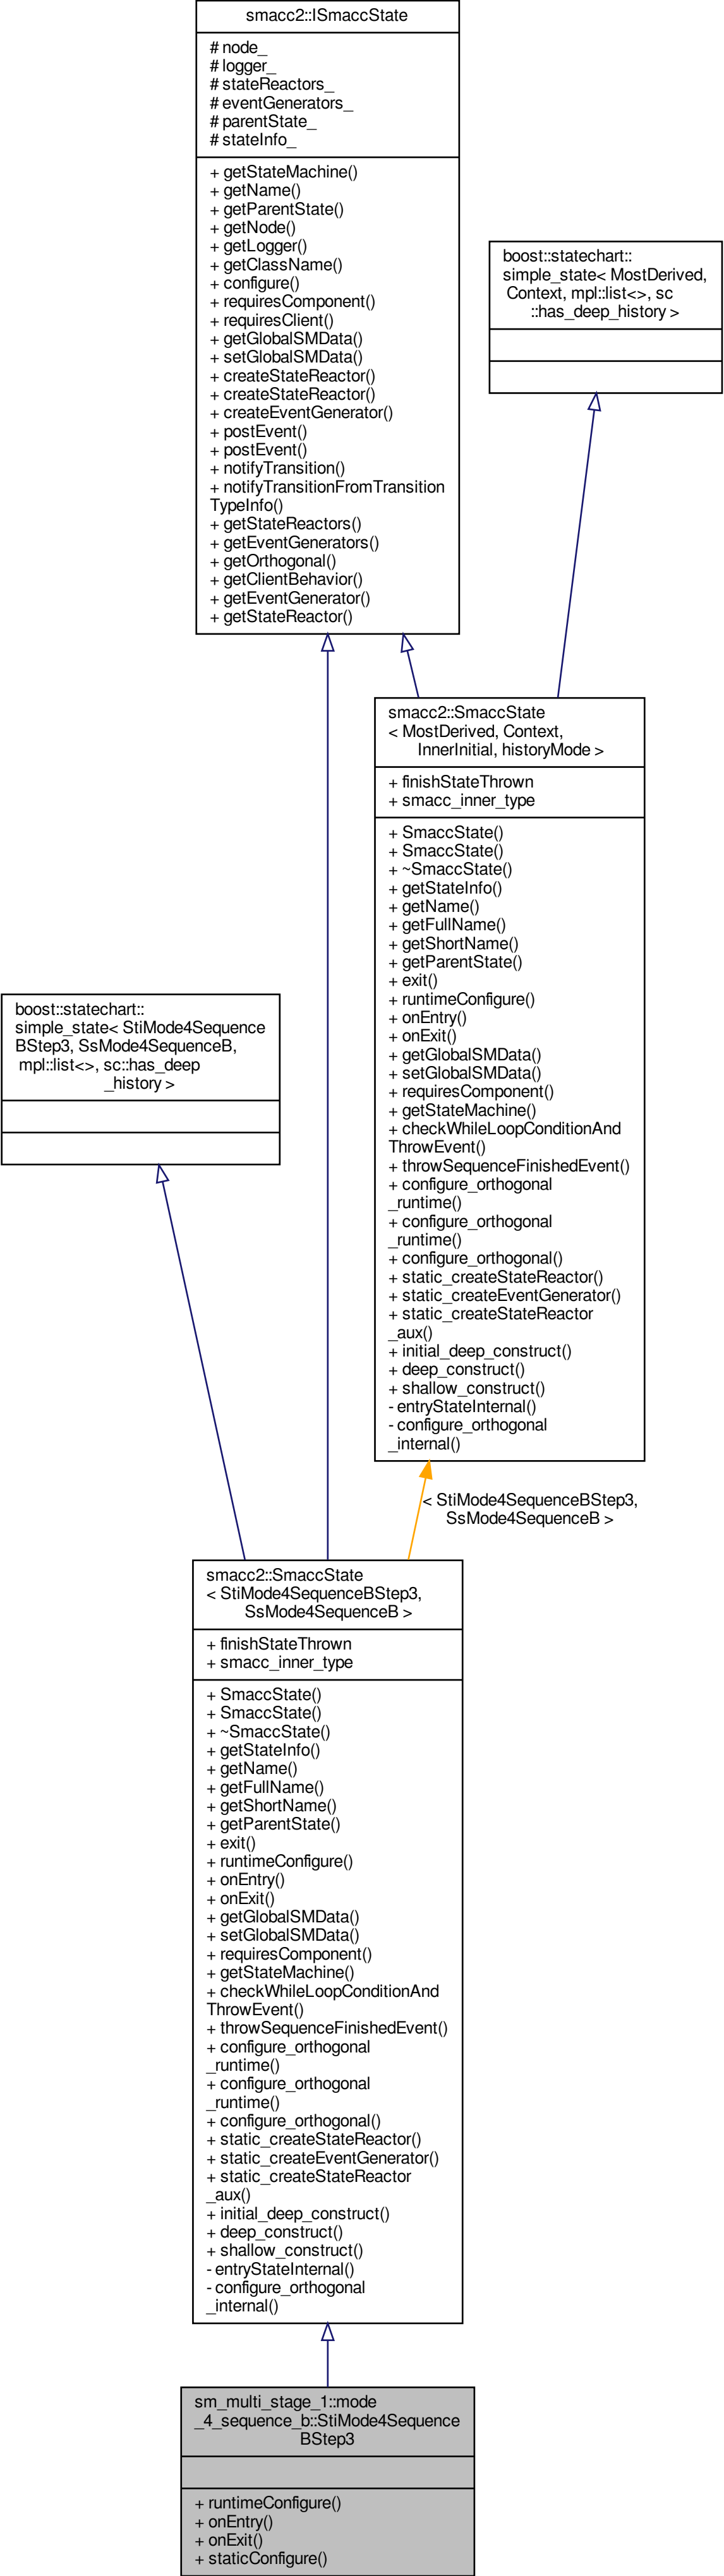 smacc2::ISmaccState
# node_
# logger_
# stateReactors_
# eventGenerators_
# parentState_
# stateInfo_
+ getStateMachine()
+ getName()
+ getParentState()
+ getNode()
+ getLogger()
+ getClassName()
+ configure()
+ requiresComponent()
+ requiresClient()
+ getGlobalSMData()
+ setGlobalSMData()
+ createStateReactor()
+ createStateReactor()
+ createEventGenerator()
+ postEvent()
+ postEvent()
+ notifyTransition()
+ notifyTransitionFromTransition
TypeInfo()
+ getStateReactors()
+ getEventGenerators()
+ getOrthogonal()
+ getClientBehavior()
+ getEventGenerator()
+ getStateReactor()
boost::statechart::
simple_state< MostDerived,
Context, mpl::list<>, sc
::has_deep_history >
smacc2::SmaccState
< MostDerived, Context,
InnerInitial, historyMode >
+ finishStateThrown
+ smacc_inner_type
+ SmaccState()
+ SmaccState()
+ ~SmaccState()
+ getStateInfo()
+ getName()
+ getFullName()
+ getShortName()
+ getParentState()
+ exit()
+ runtimeConfigure()
+ onEntry()
+ onExit()
+ getGlobalSMData()
+ setGlobalSMData()
+ requiresComponent()
+ getStateMachine()
+ checkWhileLoopConditionAnd
ThrowEvent()
+ throwSequenceFinishedEvent()
+ configure_orthogonal
_runtime()
+ configure_orthogonal
_runtime()
+ configure_orthogonal()
+ static_createStateReactor()
+ static_createEventGenerator()
+ static_createStateReactor
_aux()
+ initial_deep_construct()
+ deep_construct()
+ shallow_construct()
- entryStateInternal()
- configure_orthogonal
_internal()
boost::statechart::
simple_state< StiMode4Sequence
BStep3, SsMode4SequenceB,
mpl::list<>, sc::has_deep
_history >
< StiMode4SequenceBStep3,
SsMode4SequenceB >
smacc2::SmaccState
< StiMode4SequenceBStep3,
SsMode4SequenceB >
+ finishStateThrown
+ smacc_inner_type
+ SmaccState()
+ SmaccState()
+ ~SmaccState()
+ getStateInfo()
+ getName()
+ getFullName()
+ getShortName()
+ getParentState()
+ exit()
+ runtimeConfigure()
+ onEntry()
+ onExit()
+ getGlobalSMData()
+ setGlobalSMData()
+ requiresComponent()
+ getStateMachine()
+ checkWhileLoopConditionAnd
ThrowEvent()
+ throwSequenceFinishedEvent()
+ configure_orthogonal
_runtime()
+ configure_orthogonal
_runtime()
+ configure_orthogonal()
+ static_createStateReactor()
+ static_createEventGenerator()
+ static_createStateReactor
_aux()
+ initial_deep_construct()
+ deep_construct()
+ shallow_construct()
- entryStateInternal()
- configure_orthogonal
_internal()
sm_multi_stage_1::mode
_4_sequence_b::StiMode4Sequence
BStep3
+ runtimeConfigure()
+ onEntry()
+ onExit()
+ staticConfigure()